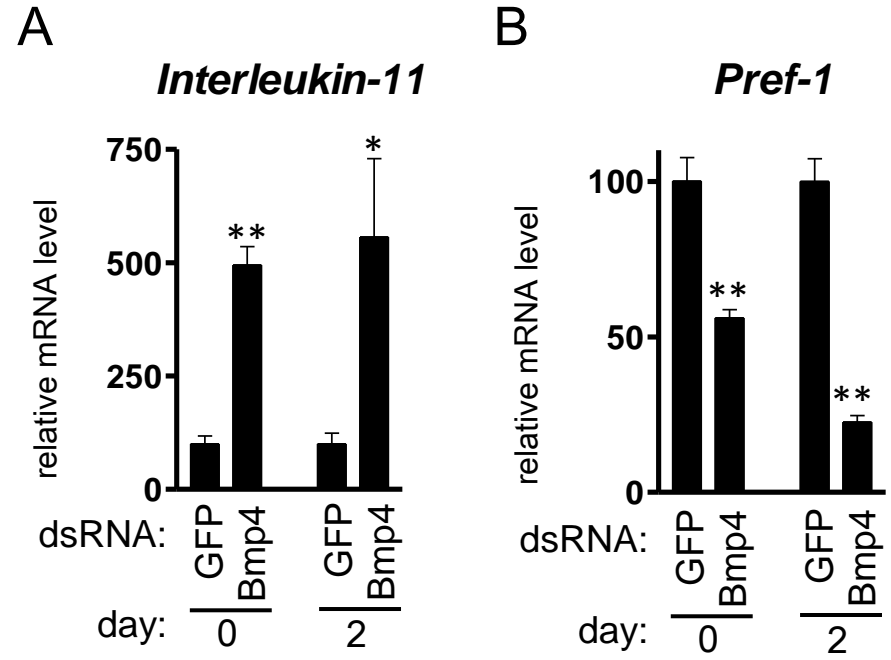 A
Interleukin-11
relative mRNA level
750
500
250
0
**
*
dsRNA:
GFP
Bmp4
GFP
Bmp4
day:
0
2
B
Pref-1
relative mRNA level
100
50
0
**
**
dsRNA:
GFP
Bmp4
GFP
Bmp4
day:
0
2